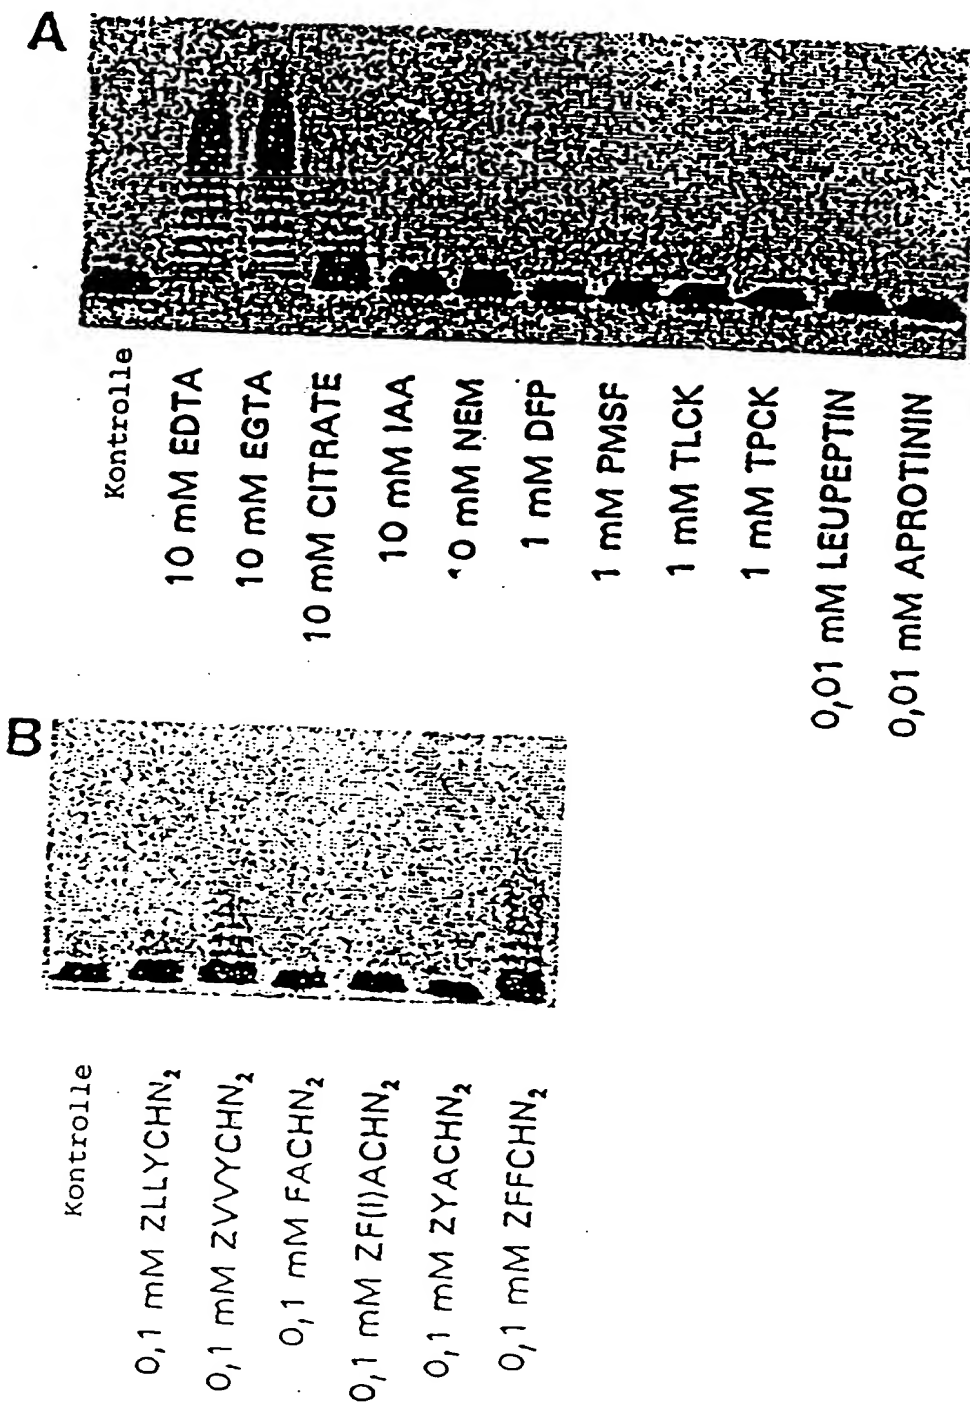 A
Kontrolle
10 mM EDTA
10 mM EGTA
10 mM CITRATE
10 mM IAA
10 mM NEM
1 mM DFP
1 mM PMSF
1 mM TLCK
1 mM TPCK
0,01 mM LEUPEPTIN
0,01 mM APROTININ
B
Kontrolle
0,1 mM ZLLYCHN₂
0,1 mM ZVVYCHN₂
0,1 mM FACHN₂
0,1 mM ZF(I)ACHN₂
0,1 mM ZYACHN₂
0,1 mM ZFFCHN₂